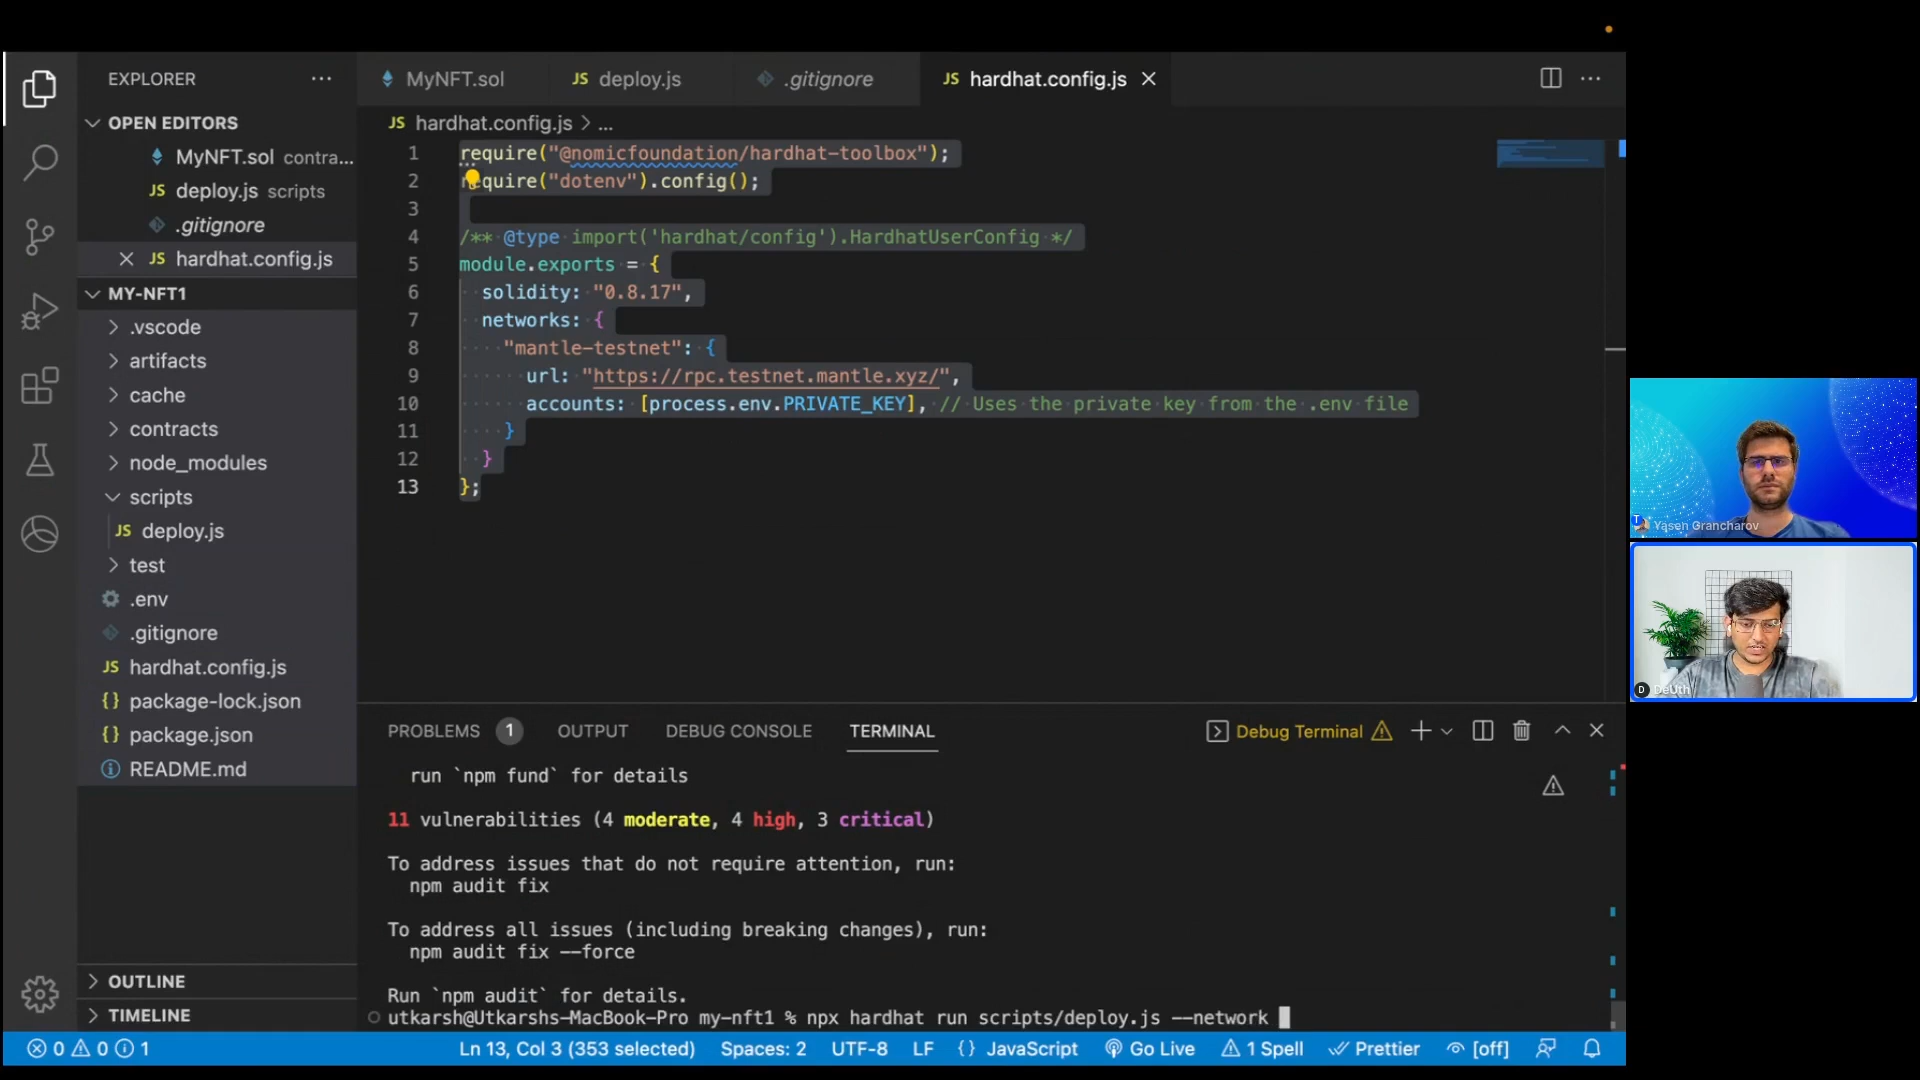 EXPLORER
OPEN EDITORS
MyNFT.sol contra...
JS deploy.js scripts
.gitignore
JS hardhat.config.js
MY-NFT1
.vscode
artifacts
cache
contracts
node_modules
scripts
JS deploy.js
test
.env
.gitignore
JS hardhat.config.js
{} package-lock.json
{} package.json
README.md
OUTLINE
TIMELINE
MyNFT.sol JS deploy.js .gitignore JS hardhat.config.js
JS hardhat.config.js > ...
1 require("@nomicfoundation/hardhat-toolbox");
2 require("dotenv").config();
3
4 /** @type import('hardhat/config').HardhatUserConfig */
5 module.exports = {
6 solidity: "0.8.17",
7 networks: {
8 "mantle-testnet": {
9 url: "https://rpc.testnet.mantle.xyz/",
10 accounts: [process.env.PRIVATE_KEY], // Uses the private key from the .env file
11 }
12 }
13 };
PROBLEMS 1 OUTPUT DEBUG CONSOLE TERMINAL Debug Terminal
run `npm fund` for details
11 vulnerabilities (4 moderate, 4 high, 3 critical)
To address issues that do not require attention, run:
npm audit fix
To address all issues (including breaking changes), run:
npm audit fix --force
Run `npm audit` for details.
utkarsh@Utkarshs-MacBook-Pro my-nft1 % npx hardhat run scripts/deploy.js --network
0 0 1 Ln 13, Col 3 (353 selected) Spaces: 2 UTF-8 LF {} JavaScript Go Live 1 Spell Prettier [off]
Yasen Grancharov
D DeUth